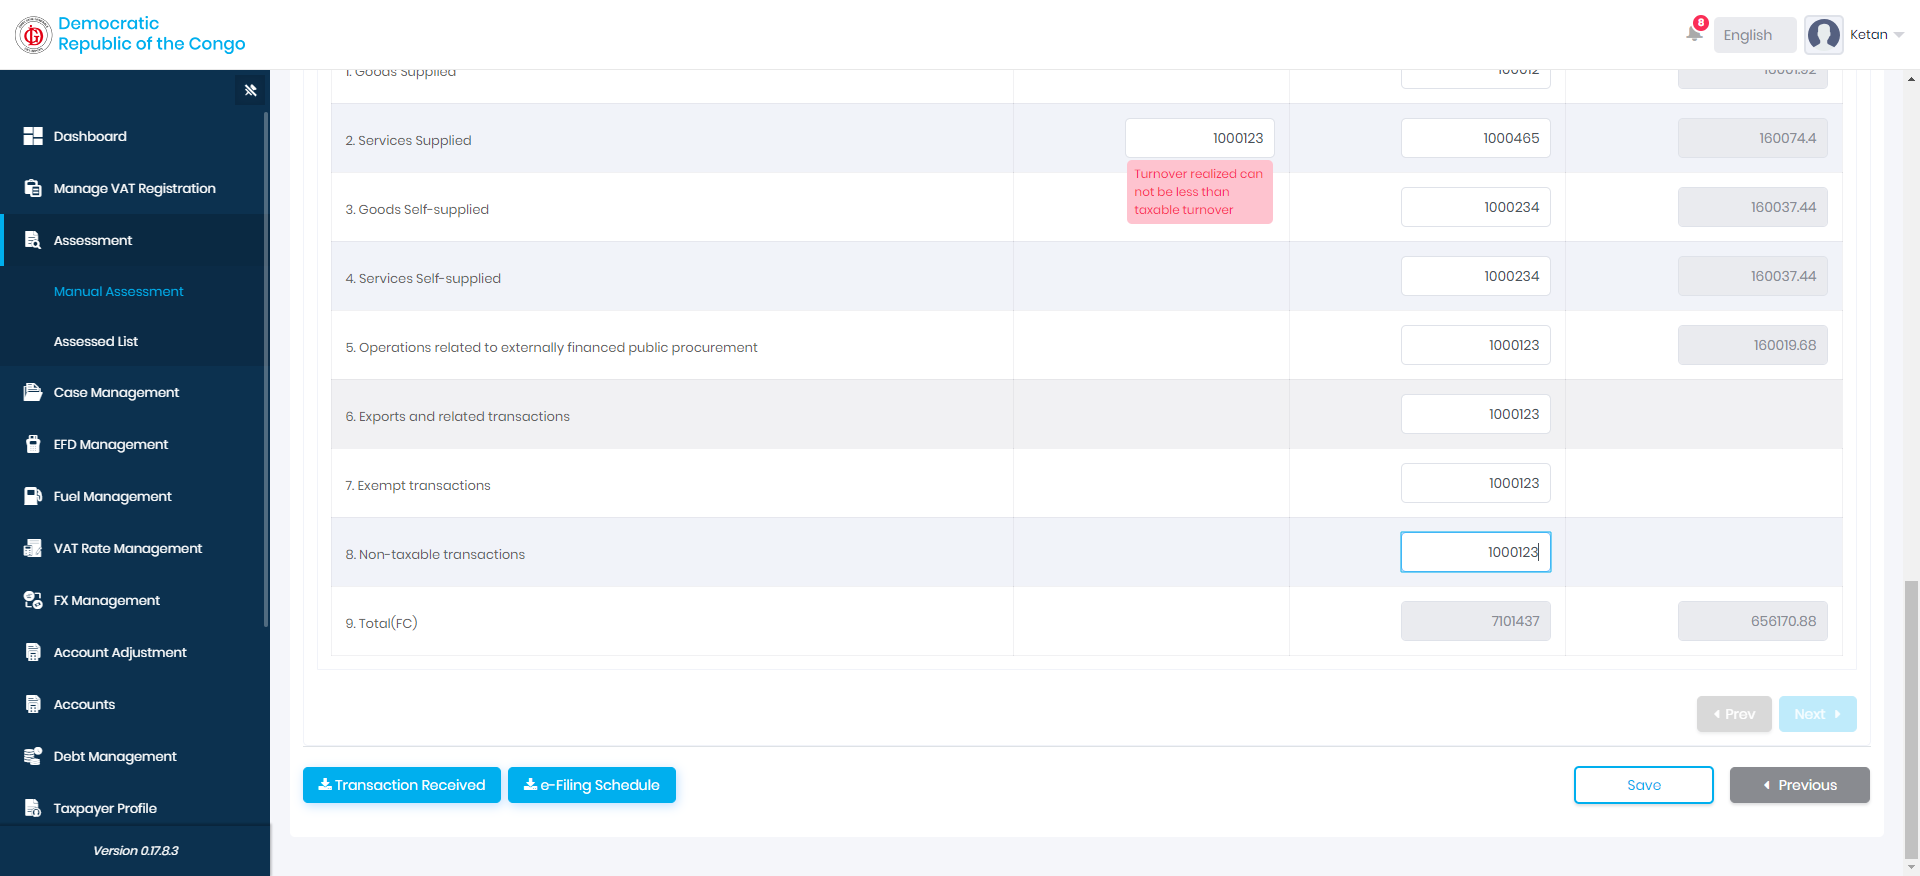 Democratic
Republic of the Congo
8
English
Ketan
Dashboard
Manage VAT Registration
Assessment
Manual Assessment
Assessed List
Case Management
EFD Management
Fuel Management
VAT Rate Management
FX Management
Account Adjustment
Accounts
Debt Management
Taxpayer Profile
Version 0.17.8.3
1. Goods Supplied 100012 16001.92
2. Services Supplied 1000123 1000465 160074.4
Turnover realized can
not be less than
taxable turnover
3. Goods Self-supplied 1000234 160037.44
4. Services Self-supplied 1000234 160037.44
5. Operations related to externally financed public procurement 1000123 160019.68
6. Exports and related transactions 1000123
7. Exempt transactions 1000123
8. Non-taxable transactions 1000123
9. Total(FC) 7101437 656170.88
Prev Next
Transaction Received e-Filing Schedule Save Previous